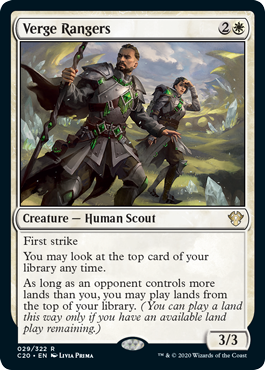 Verge Rangers 2
Creature — Human Scout
First strike
You may look at the top card of your
library any time.
As long as an opponent controls more
lands than you, you may play lands from
the top of your library. (You can play a
land this way only if you have an available land
play remaining.)
3/3
029/322 R
C20 • EN LIVIA PRIMA
™ & © 2020 Wizards of the Coast